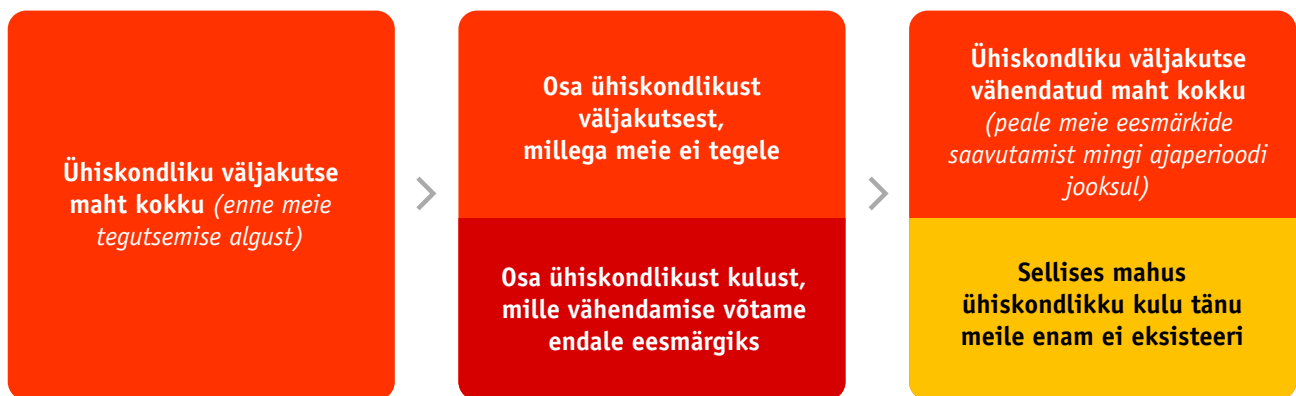 Ühiskondliku väljakutse
maht kokku (enne meie
tegutsemise algust)
Osa ühiskondlikust
väljakutsest,
millega meie ei tegele
Osa ühiskondlikust kulust,
mille vähendamise võtame
endale eesmärgiks
Ühiskondliku väljakutse
vähendatud maht kokku
(peale meie eesmärkide
saavutamist mingi ajaperioodi
jooksul)
Sellises mahus
ühiskondlikku kulu tänu
meile enam ei eksisteeri